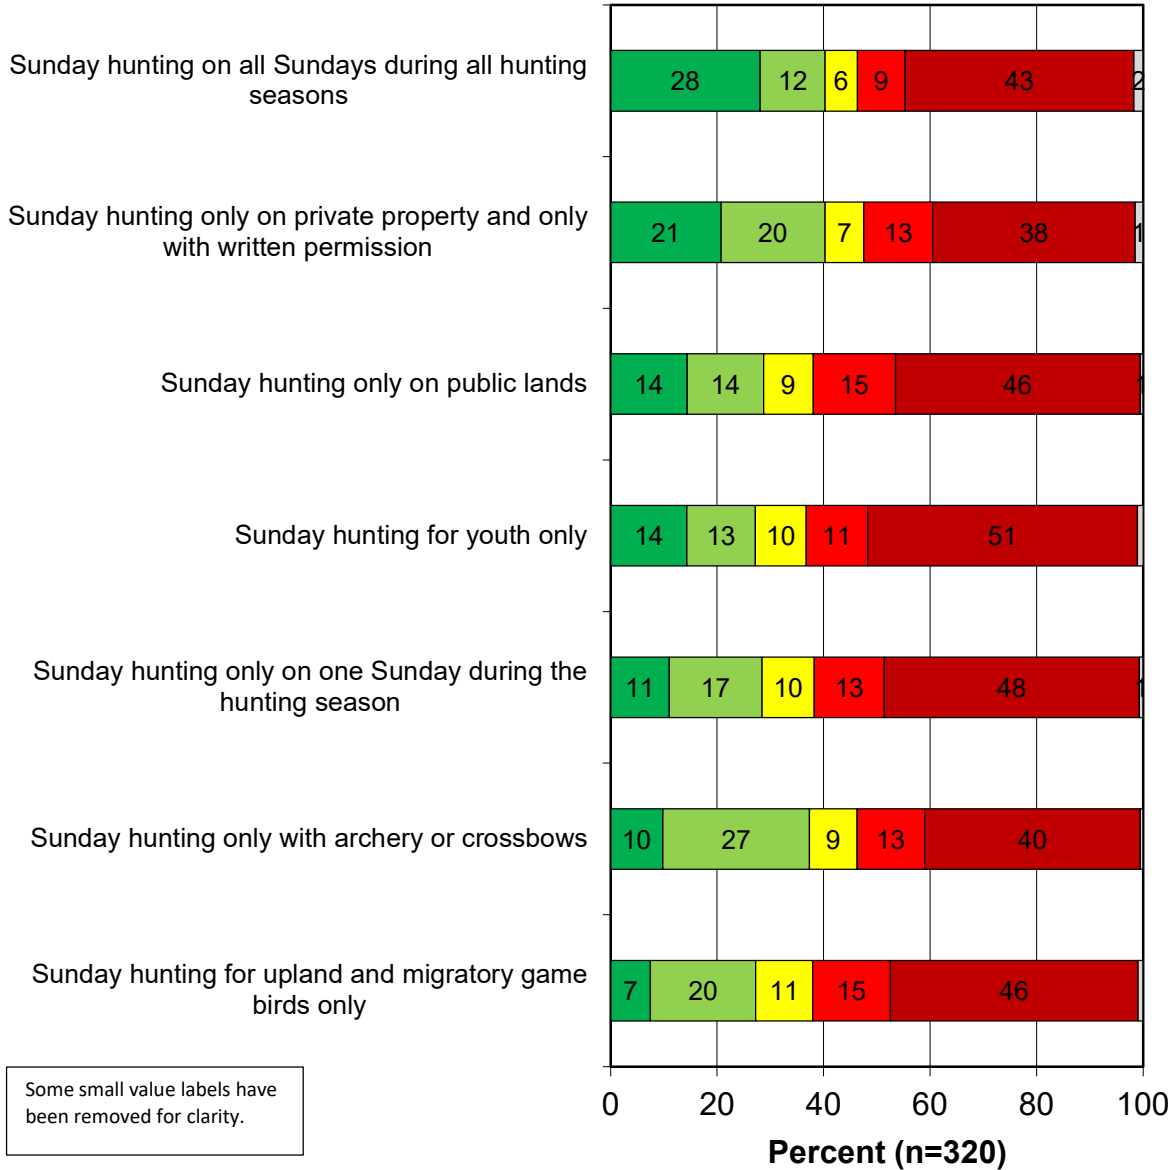 Sunday hunting on all Sundays during all hunting
seasons
28 12 6 9 43 2
Sunday hunting only on private property and only
with written permission
21 20 7 13 38 1
Sunday hunting only on public lands
14 14 9 15 46 1
Sunday hunting for youth only
14 13 10 11 51
Sunday hunting only on one Sunday during the
hunting season
11 17 10 13 48 1
Sunday hunting only with archery or crossbows
10 27 9 13 40
Sunday hunting for upland and migratory game
birds only
7 20 11 15 46
Some small value labels have
been removed for clarity.
0 20 40 60 80 100
Percent (n=320)